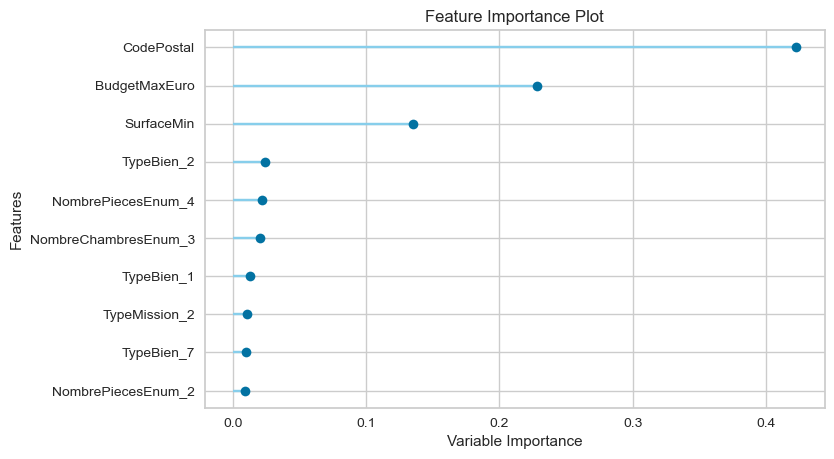 Feature Importance Plot
CodePostal
BudgetMaxEuro
SurfaceMin
TypeBien_2
NombrePiecesEnum_4
NombreChambresEnum_3
TypeBien_1
TypeMission_2
TypeBien_7
NombrePiecesEnum_2
Features
0.0 0.1 0.2 0.3 0.4
Variable Importance